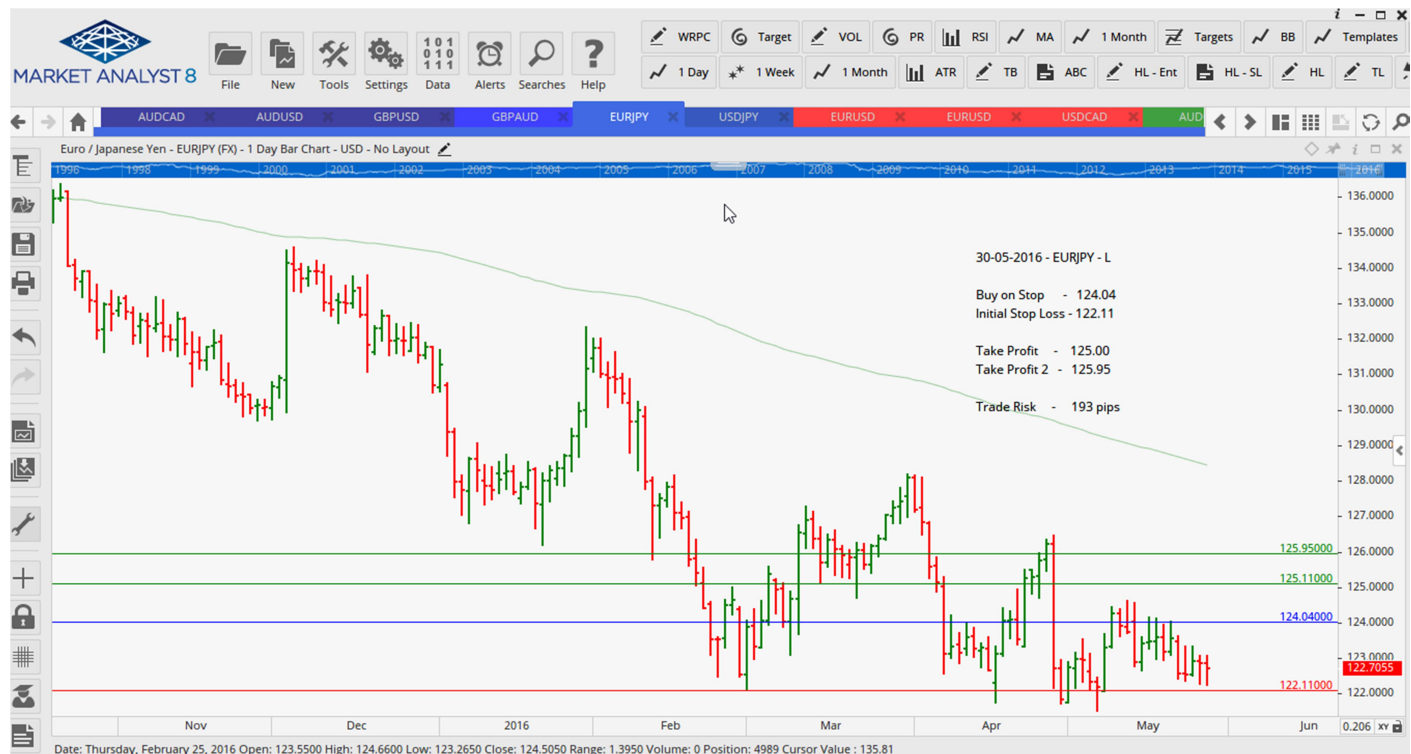 MARKET ANALYST 8
File New Tools Settings Data Alerts Searches Help
WRPC Target VOL PR RSI MA 1 Month Targets BB Templates
1 Day 1 Week 1 Month ATR TB ABC HL - Ent HL - SL HL TL
AUDCAD AUDUSD GBPUSD GBPAUD EURJPY USDJPY EURUSD EURUSD USDCAD AUD
Euro / Japanese Yen - EURJPY (FX) - 1 Day Bar Chart - USD - No Layout
1996 1998 1999 2000 2001 2002 2003 2004 2005 2006 2007 2008 2009 2010 2011 2012 2013 2014 2015 2016
136.0000
135.0000
134.0000
133.0000
132.0000
131.0000
130.0000
129.0000
128.0000
127.0000
126.0000
125.0000
124.0000
123.0000
122.7055
122.0000
30-05-2016 - EURJPY - L
Buy on Stop - 124.04
Initial Stop Loss - 122.11
Take Profit - 125.00
Take Profit 2 - 125.95
Trade Risk - 193 pips
125.95000
125.11000
124.04000
122.11000
Nov Dec 2016 Feb Mar Apr May Jun 0.206 XY
Date: Thursday, February 25, 2016 Open: 123.5500 High: 124.6600 Low: 123.2650 Close: 124.5050 Range: 1.3950 Volume: 0 Position: 4989 Cursor Value : 135.81